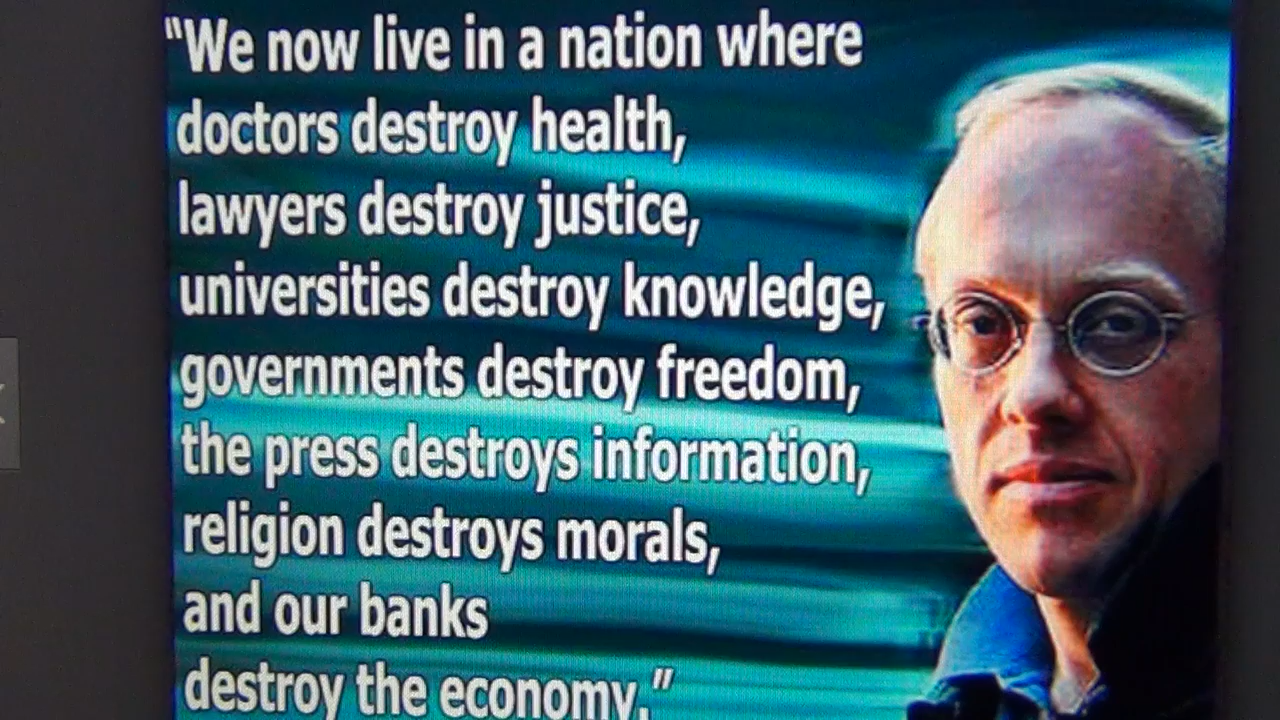 “We now live in a nation where
doctors destroy health,
lawyers destroy justice,
universities destroy knowledge,
governments destroy freedom,
the press destroys information,
religion destroys morals,
and our banks
destroy the economy.”